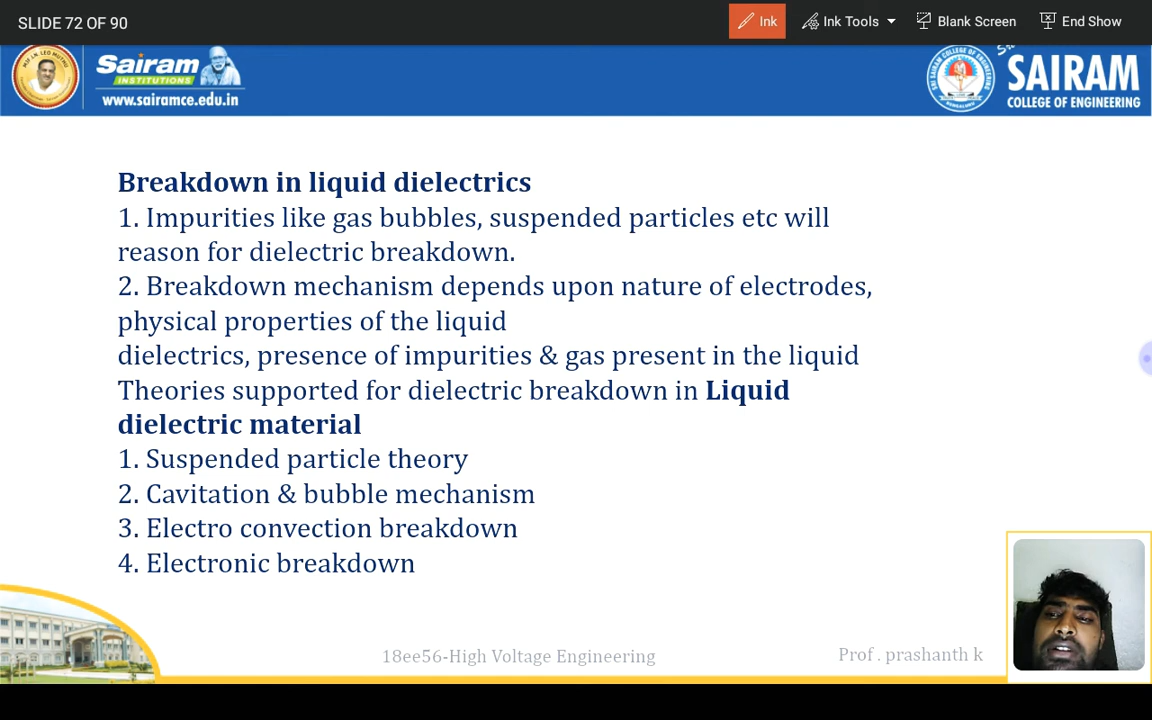 SLIDE 72 OF 90
Ink
Ink Tools
Blank Screen
End Show
Sairam
INSTITUTIONS
www.sairamce.edu.in
SAIRAM
COLLEGE OF ENGINEERING
Breakdown in liquid dielectrics
1. Impurities like gas bubbles, suspended particles etc will
reason for dielectric breakdown.
2. Breakdown mechanism depends upon nature of electrodes,
physical properties of the liquid
dielectrics, presence of impurities & gas present in the liquid
Theories supported for dielectric breakdown in Liquid
dielectric material
1. Suspended particle theory
2. Cavitation & bubble mechanism
3. Electro convection breakdown
4. Electronic breakdown
18ee56-High Voltage Engineering
Prof . prashanth k